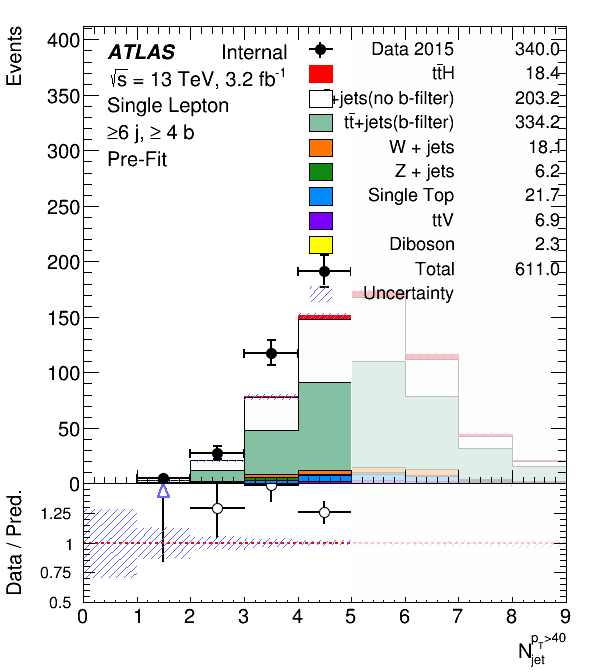 Events
400
350
300
250
200
150
100
50
0
ATLAS Internal
√s = 13 TeV, 3.2 fb⁻¹
Single Lepton
≥6 j, ≥ 4 b
Pre-Fit
Data 2015 340.0
tt̄H 18.4
+jets(no b-filter) 203.2
tt̄+jets(b-filter) 334.2
W + jets 18.1
Z + jets 6.2
Single Top 21.7
ttV 6.9
Diboson 2.3
Total 611.0
Uncertainty
Data / Pred.
1.25
1
0.75
0.5
0 1 2 3 4 5 6 7 8 9
N_jet^{p_T>40}